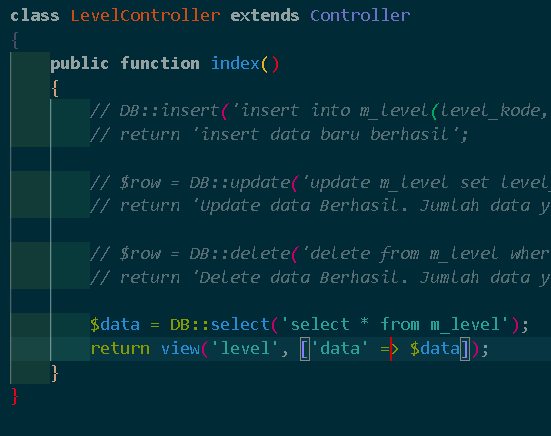 class LevelController extends Controller
{
public function index()
{
// DB::insert('insert into m_level(level_kode,
// return 'insert data baru berhasil';
// $row = DB::update('update m_level set level_
// return 'Update data Berhasil. Jumlah data y
// $row = DB::delete('delete from m_level wher
// return 'Delete data Berhasil. Jumlah data y
$data = DB::select('select * from m_level');
return view('level', ['data' => $data]);
}
}